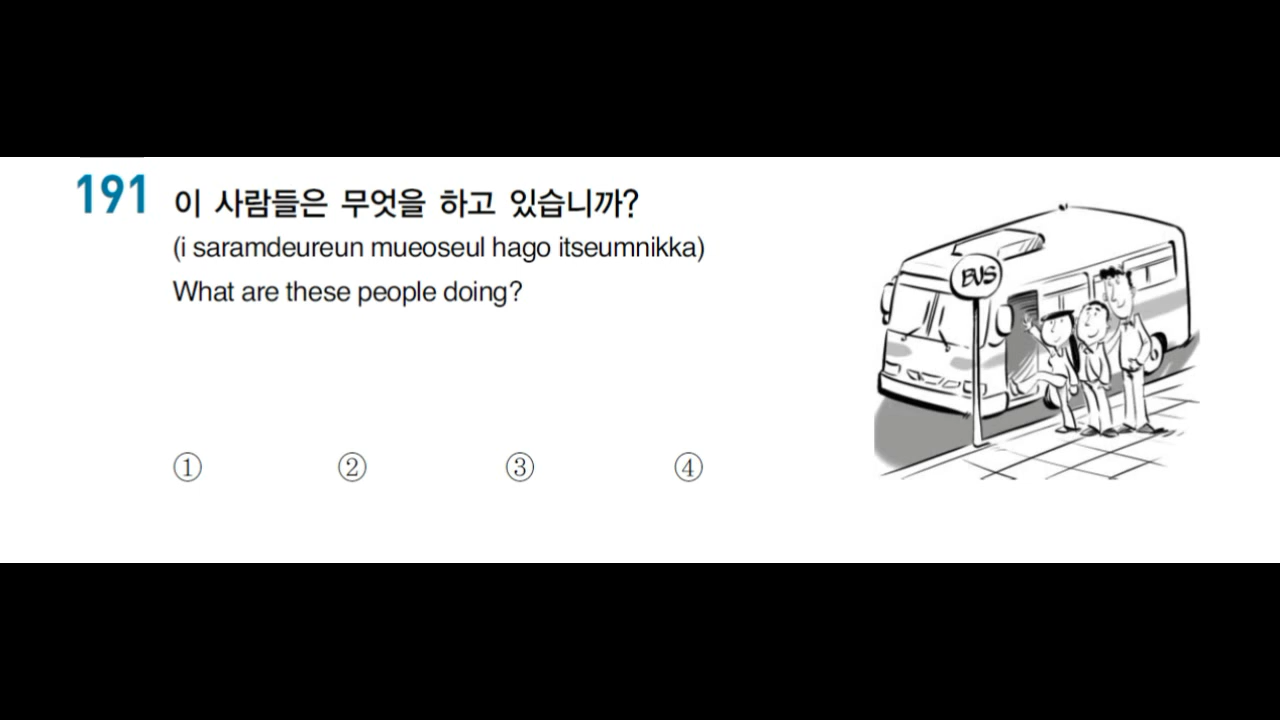 191 이 사람들은 무엇을 하고 있습니까?
(i saramdeureun mueoseul hago itseumnikka)
What are these people doing?
BUS
① ② ③ ④